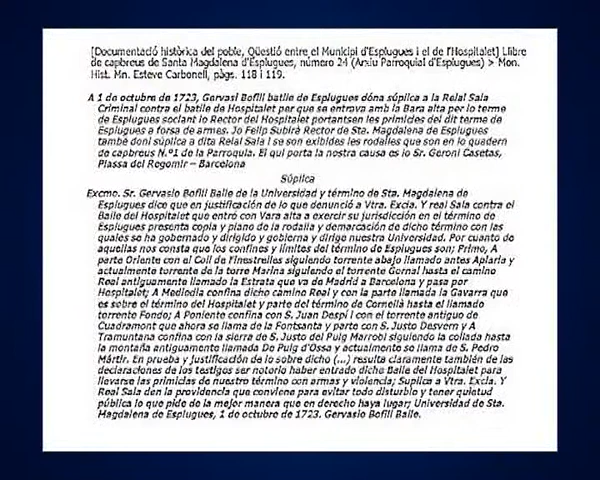 [Documentació històrica del poble, Qüestió entre el Municipi d'Esplugues i el de l'Hospitalet] Llibre
de capbreus de Santa Magdalena d'Esplugues, número 24 (Arxiu Parroquial d'Esplugues) > Mon.
Hist. Mn. Esteve Carbonell, pàgs. 118 i 119.
A 1 de octubre de 1723, Gervasi Bofill batlle de Esplugues dóna súplica a la Reial Sala
Criminal contra el batlle de Hospitalet per que se entrava amb la Bara alta per lo terme
de Esplugues sociant lo Rector del Hospitalet portantsen les primicies del dit terme de
Esplugues a forsa de armes. Jo Felip Subirá Rector de Sta. Magdalena de Esplugues
també doní súplica a dita Reial Sala i se son exibides les rodalies que son en lo quadern
de capbreus N.º1 de la Parroquia. El qui porta la nostra causa es lo Sr. Geroni Casetas,
Plassa del Regomir – Barcelona
Súplica
Excmo. Sr. Gervasio Bofill Baile de la Universidad y término de Sta. Magdalena de
Esplugues dice que en justificación de lo que denunció a Vtra. Excia. Y real Sala contra el
Baile del Hospitalet que entró con Vara alta a exercir su jurisdicción en el término de
Esplugues presenta copia y plano de la rodalia y demarcación de dicho término con las
quales se ha gobernado y dirigido y gobierna y dirige nuestra Universidad. Por cuanto de
aquellas nos consta que los confines y límites del término de Esplugues son; Primo, A
parte Oriente con el Coll de Finestrelles siguiendo torrente abajo llamado antes Aplaria y
actualmente torrente de la torre Marina siguiendo el torrente Gornal hasta el camino
Real antiguamente llamado la Estrata que va de Madrid a Barcelona y pasa por
Hospitalet; A Mediodia confina dicho camino Real y con la parte llamada la Gavarra que
es sobre el término del Hospitalet y parte del término de Cornellà hasta el llamado
torrente Fondo; A Poniente confina con S. Juan Despí i con el torrente antiguo de
Cuadramont que ahora se llama de la Fontsanta y parte con S. Justo Desvern y A
Tramuntana confina con la sierra de S. Justo del Puig Marrobi siguiendo la collada hasta
la montaña antiguamente llamada De Puig d'Ossa y actualmente se llama de S. Pedro
Mártir. En prueba y justificación de lo sobre dicho (...) resulta claramente también de las
declaraciones de los testigos ser notorio haber entrado dicho Baile del Hospitalet para
llevarse las primicias de nuestro término con armas y violencia; Suplica a Vtra. Excia. Y
Real Sala den la providencia que conviene para evitar todo disturbio y tener quietud
pública lo que pido de la mejor manera que en derecho haya lugar; Universidad de Sta.
Magdalena de Esplugues, 1 de octubre de 1723. Gervasio Bofill Baile.